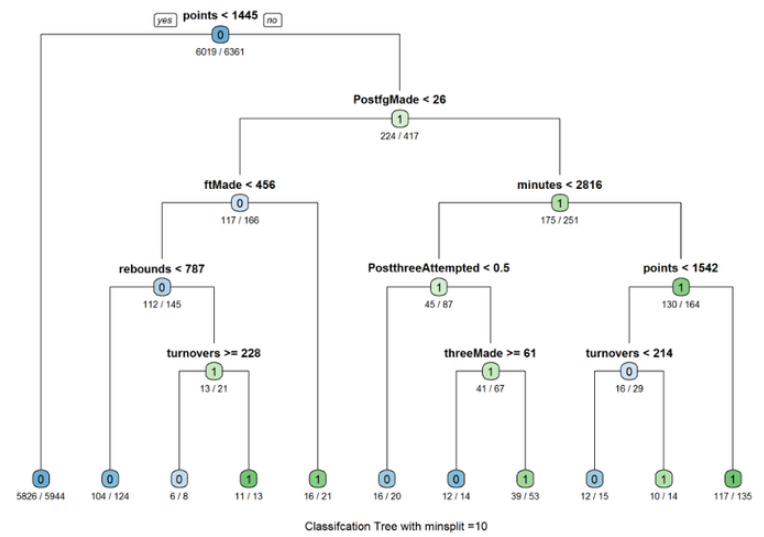 points < 1445
yes no
0
6019 / 6361
PostfgMade < 26
1
224 / 417
ftMade < 456 minutes < 2816
0 1
117 / 166 175 / 251
rebounds < 787 PostthreeAttempted < 0.5 points < 1542
0 1 1
112 / 145 45 / 87 130 / 164
turnovers >= 228 threeMade >= 61 turnovers < 214
1 1 0
13 / 21 41 / 67 16 / 29
0 0 0 1 1 0 0 1 0 1 1
5826 / 5944 104 / 124 6 / 8 11 / 13 16 / 21 16 / 20 12 / 14 39 / 53 12 / 15 10 / 14 117 / 135
Classifcation Tree with minsplit =10